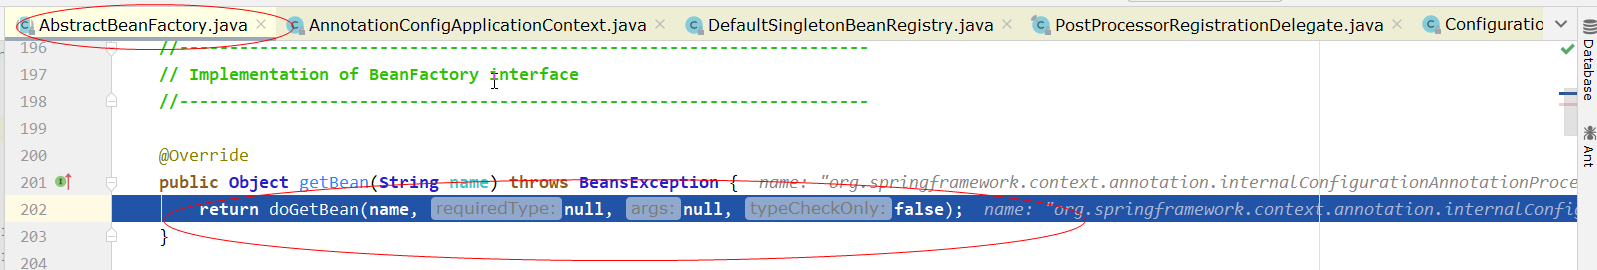 AbstractBeanFactory.java AnnotationConfigApplicationContext.java DefaultSingletonBeanRegistry.java PostProcessorRegistrationDelegate.java Configuratio
Database
Ant
196 //------------------------------------------------------------------------------
197 // Implementation of BeanFactory interface
198 //------------------------------------------------------------------------------
199
200 @Override
201 public Object getBean(String name) throws BeansException { name: "org.springframework.context.annotation.internalConfigurationAnnotationProce
202 return doGetBean(name, requiredType: null, args: null, typeCheckOnly: false); name: "org.springframework.context.annotation.internalConfig
203 }
204